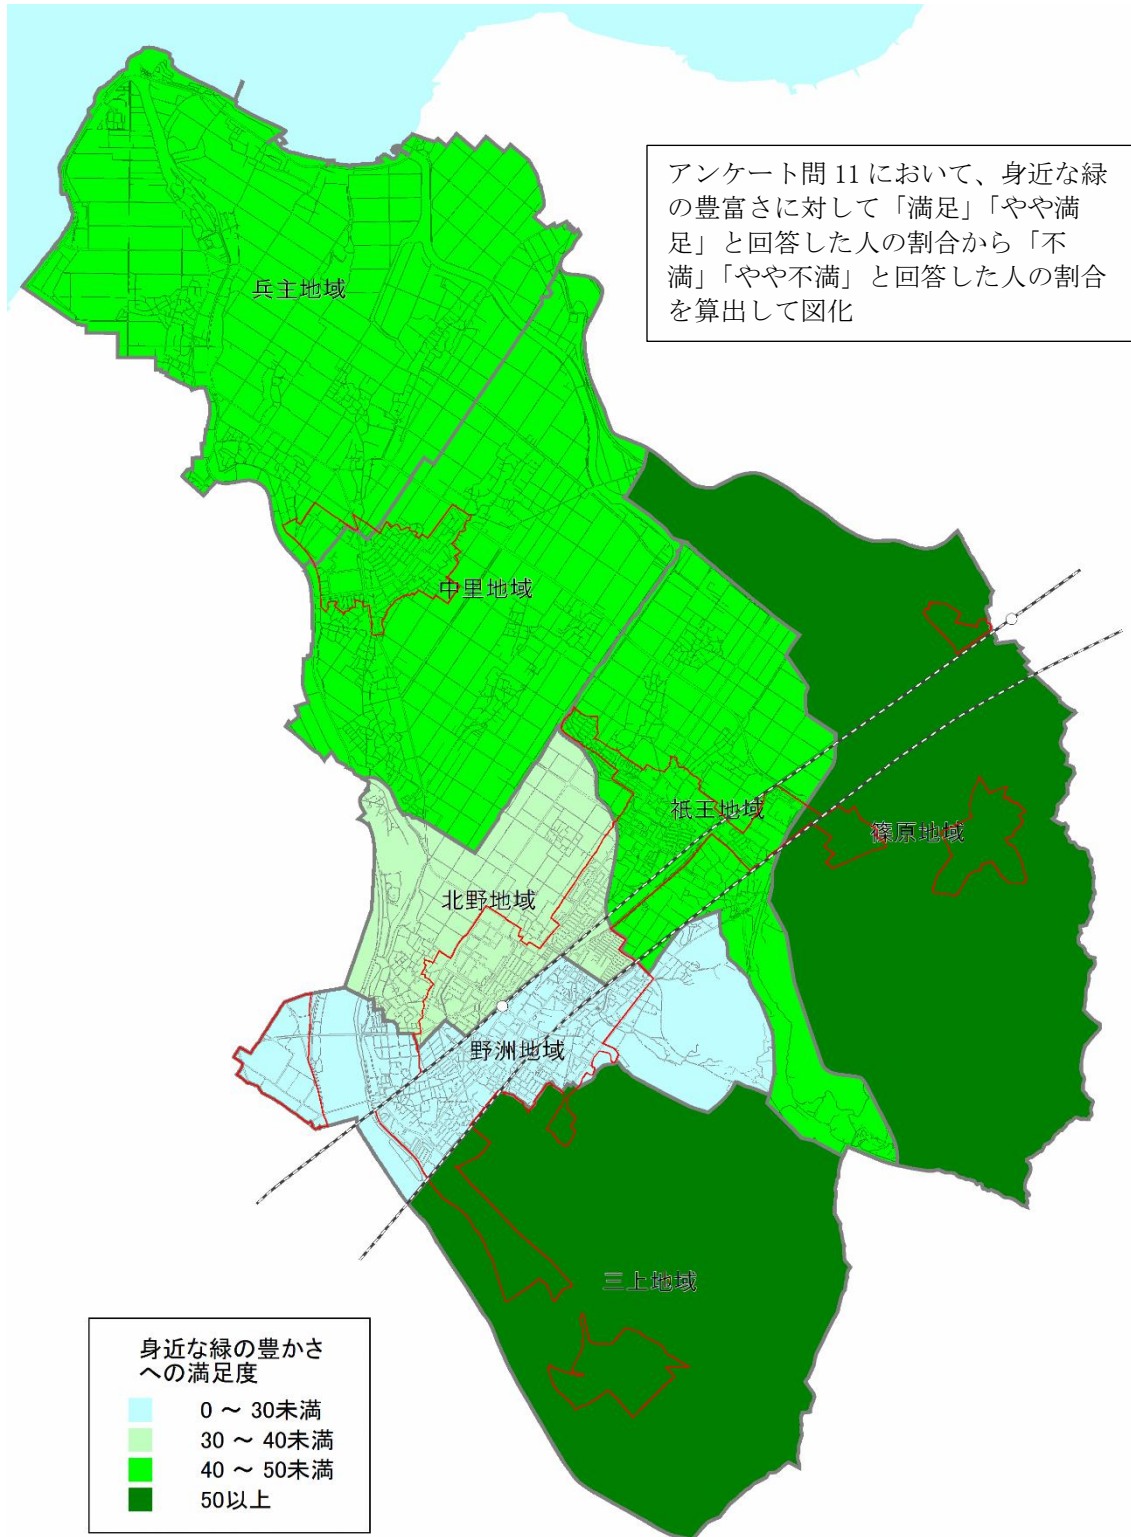 アンケート問 11 において、身近な緑
の豊富さに対して「満足」「やや満
足」と回答した人の割合から「不
満」「やや不満」と回答した人の割合
を算出して図化
兵主地域
中里地域
祇王地域
篠原地域
北野地域
野洲地域
三上地域
身近な緑の豊かさ
への満足度
0 ～ 30未満
30 ～ 40未満
40 ～ 50未満
50以上